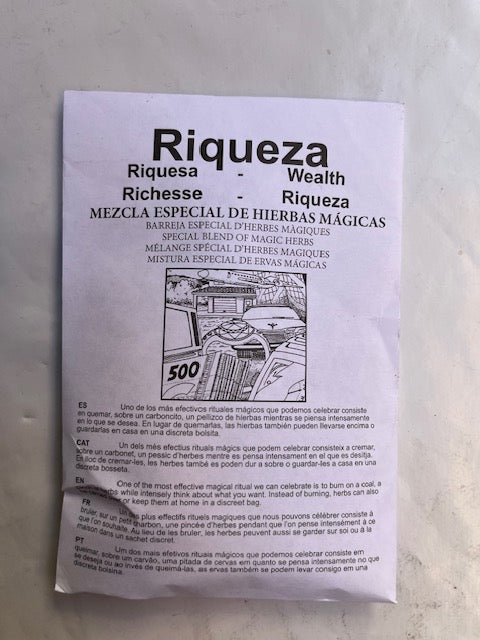 Riqueza
Riquesa - Wealth
Richesse - Riqueza
MEZCLA ESPECIAL DE HIERBAS MÁGICAS
BARREJA ESPECIAL D'HERBES MÀGIQUES
SPECIAL BLEND OF MAGIC HERBS
MÉLANGE SPÉCIAL D'HERBES MAGIQUES
MISTURA ESPECIAL DE ERVAS MÁGICAS
500
ES Uno de los más efectivos rituales mágicos que podemos celebrar consiste
en quemar, sobre un carboncito, un pellizco de hierbas mientras se piensa intensamente
en lo que se desea. En lugar de quemarlas, las hierbas también pueden llevarse encima o
guardarlas en casa en una discreta bolsita.
CAT Un dels més efectius rituals màgics que podem celebrar consisteix a cremar,
sobre un carbonet, un pessic d'herbes mentre es pensa intensament en el que es desitja.
En lloc de cremar-les, les herbes també es poden dur a sobre o guardar-les a casa en una
discreta bosseta.
EN One of the most effective magical ritual we can celebrate is to burn on a coal, a
herbs while intensely think about what you want. Instead of burning, herbs can also
or keep them at home in a discreet bag.
FR plus effectifs rituels magiques que nous pouvons célébrer consiste à
bruler, sur un petit charbon, une pincée d'herbes pendant que l'on pense intensément à ce
que l'on souhaite. Au lieu de les bruler, les herbes peuvent aussi se garder sur soi ou à la
maison dans un sachet discret.
PT Um dos mais efetivos rituais mágicos que podemos celebrar consiste em
queimar, sobre um carvão, uma pitada de cervas em quanto se pensa intensamente no que
se deseja ou ao invés de queimá-las, as ervas também se podem levar consigo em uma
discreta bolsina.